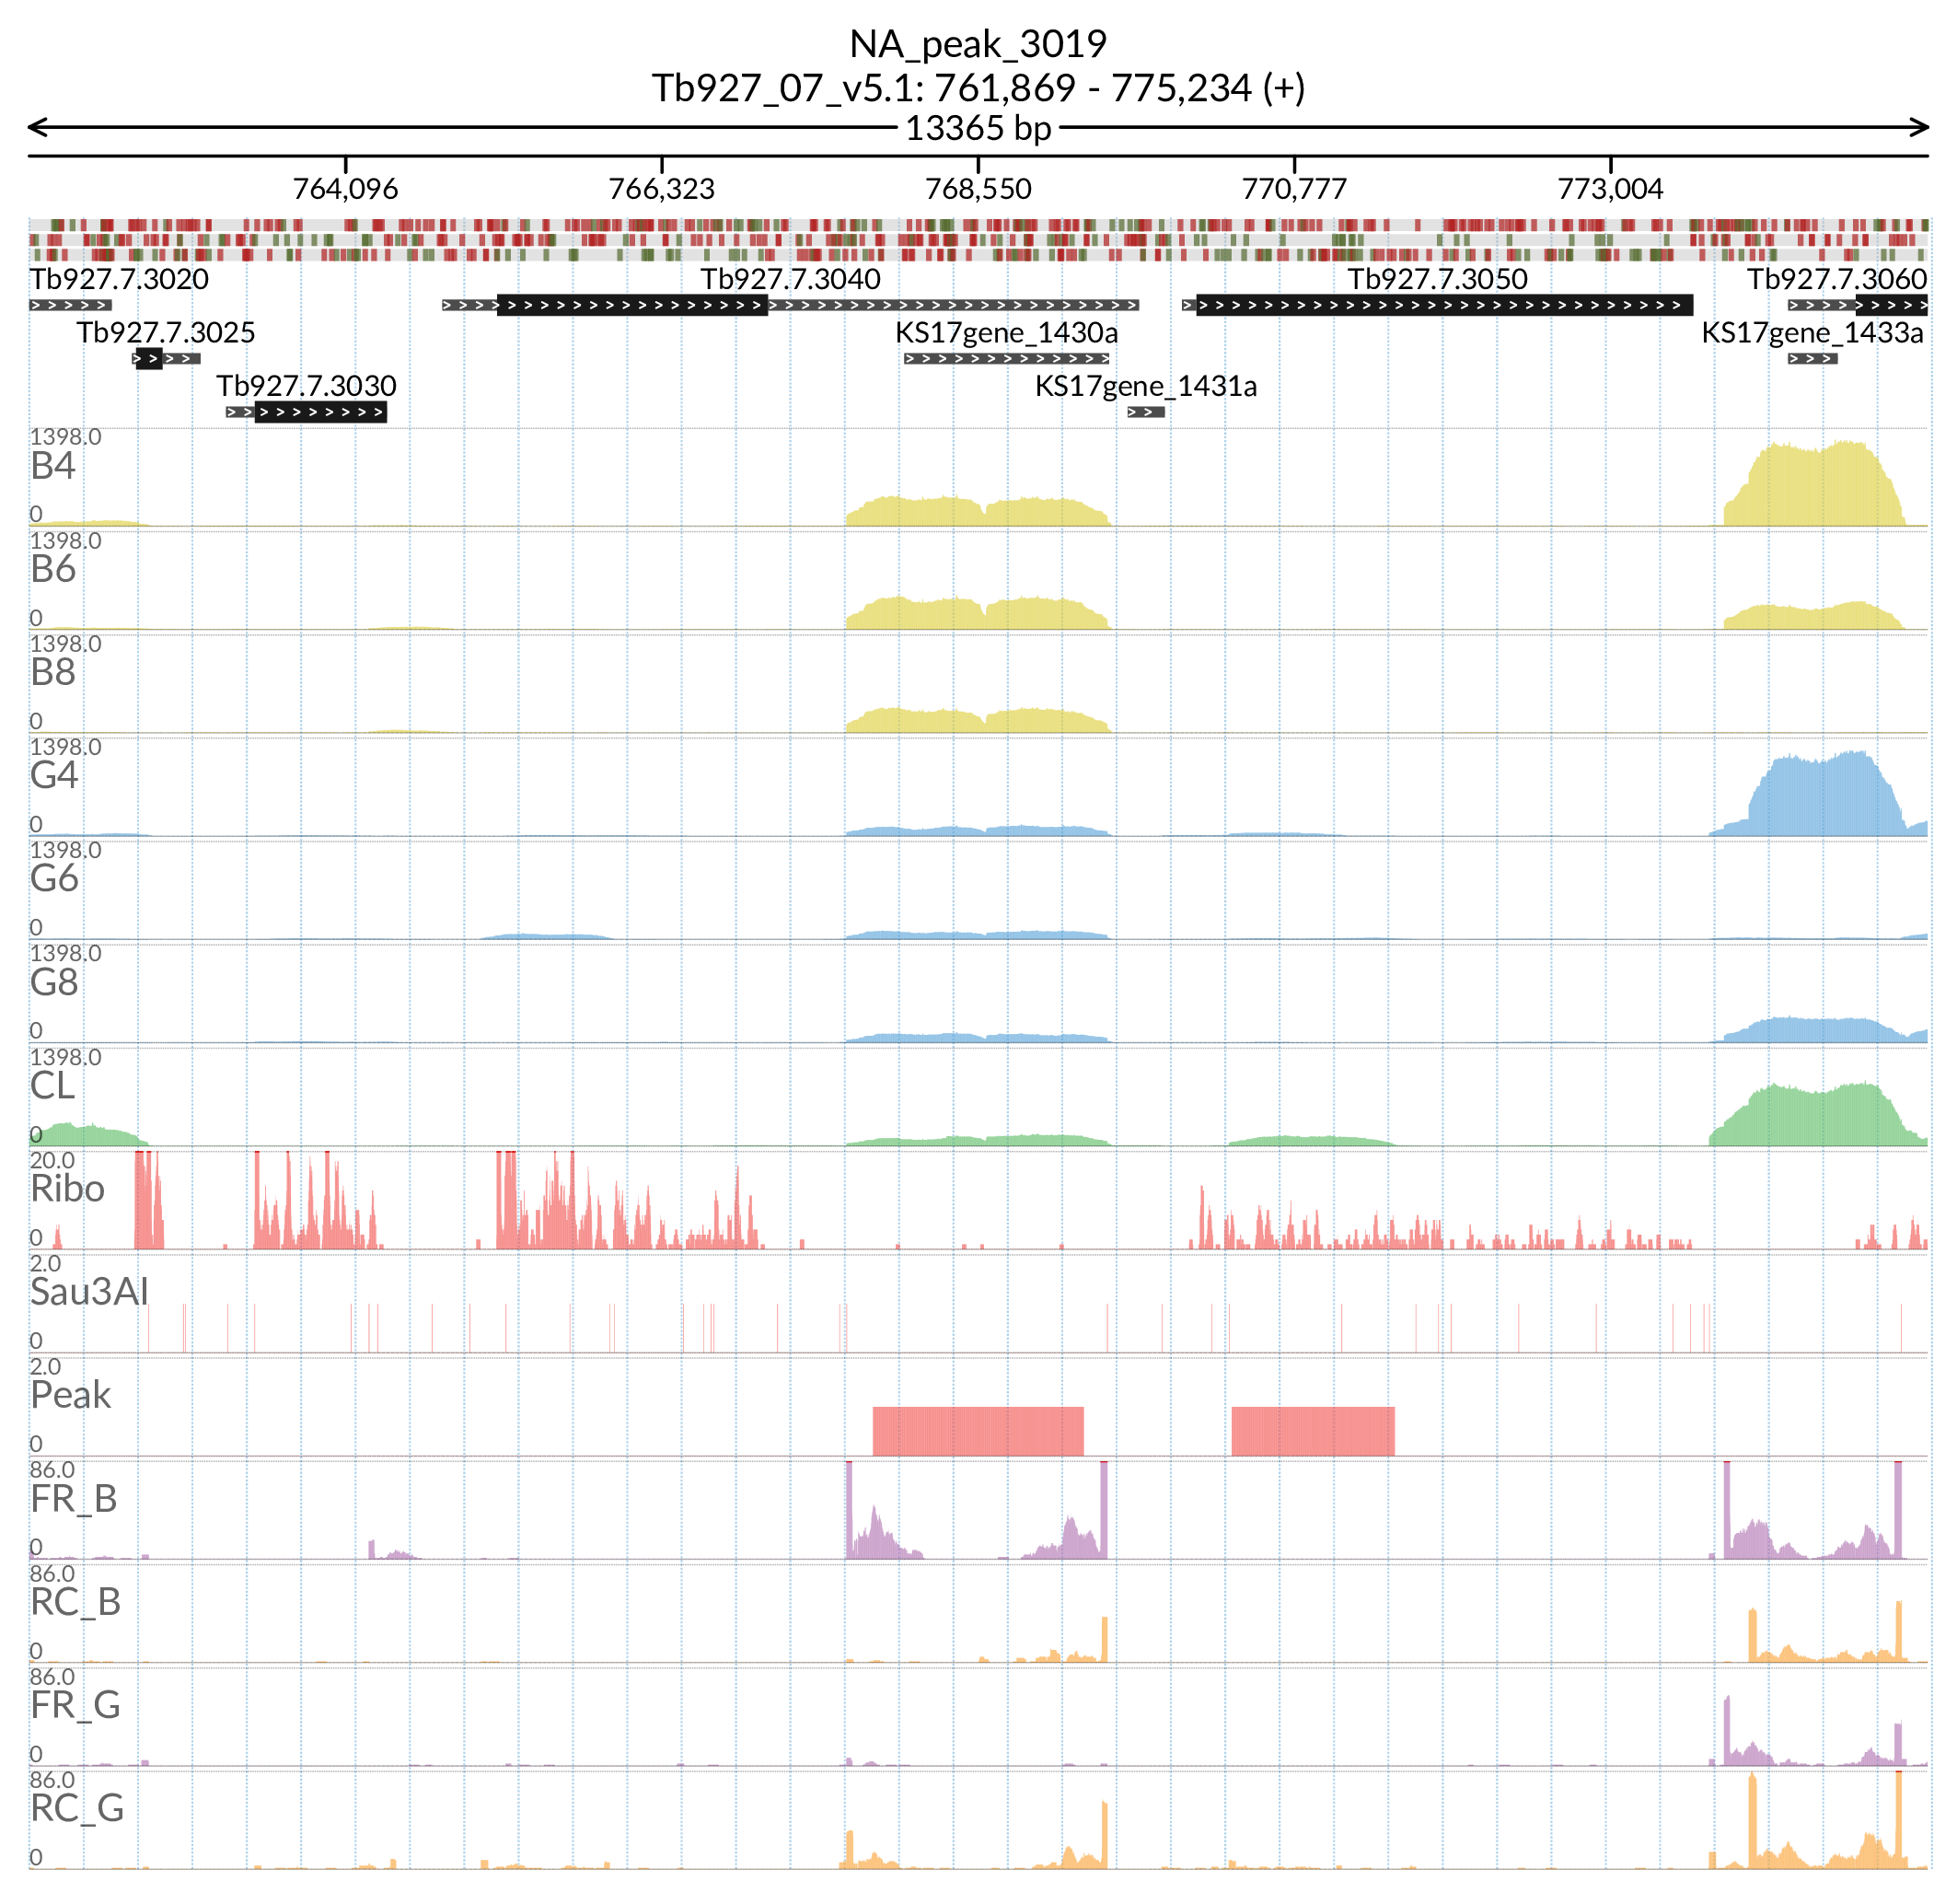 NA_peak_3019
Tb927_07_v5.1: 761,869 - 775,234 (+)
13365 bp
764,096 766,323 768,550 770,777 773,004
Tb927.7.3020 Tb927.7.3040 Tb927.7.3050 Tb927.7.3060
Tb927.7.3025 KS17gene_1430a KS17gene_1433a
Tb927.7.3030 KS17gene_1431a
1398.0
B4
0
1398.0
B6
0
1398.0
B8
0
1398.0
G4
0
1398.0
G6
0
1398.0
G8
0
1398.0
CL
0
20.0
Ribo
0
2.0
Sau3AI
0
2.0
Peak
0
86.0
FR_B
0
86.0
RC_B
0
86.0
FR_G
0
86.0
RC_G
0